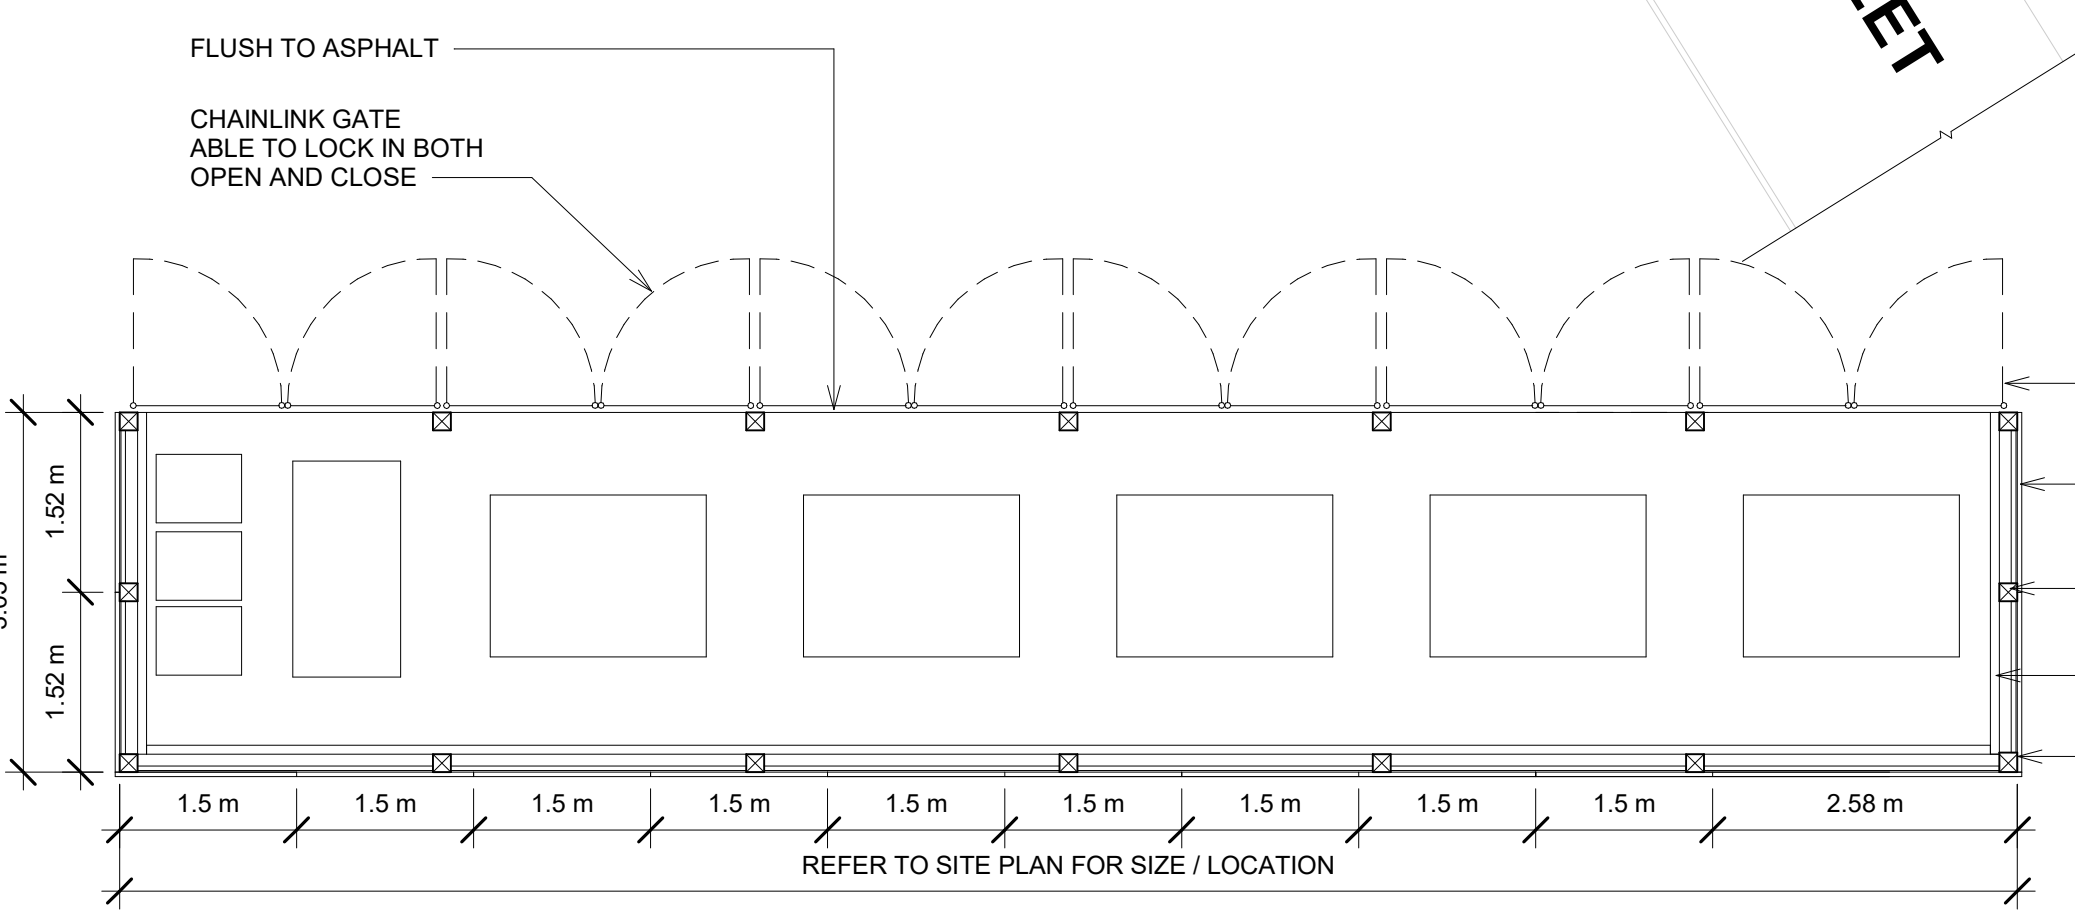 FLUSH TO ASPHALT
CHAINLINK GATE
ABLE TO LOCK IN BOTH
OPEN AND CLOSE
1.52 m
1.52 m
1.5 m 1.5 m 1.5 m 1.5 m 1.5 m 1.5 m 1.5 m 1.5 m 1.5 m 2.58 m
REFER TO SITE PLAN FOR SIZE / LOCATION